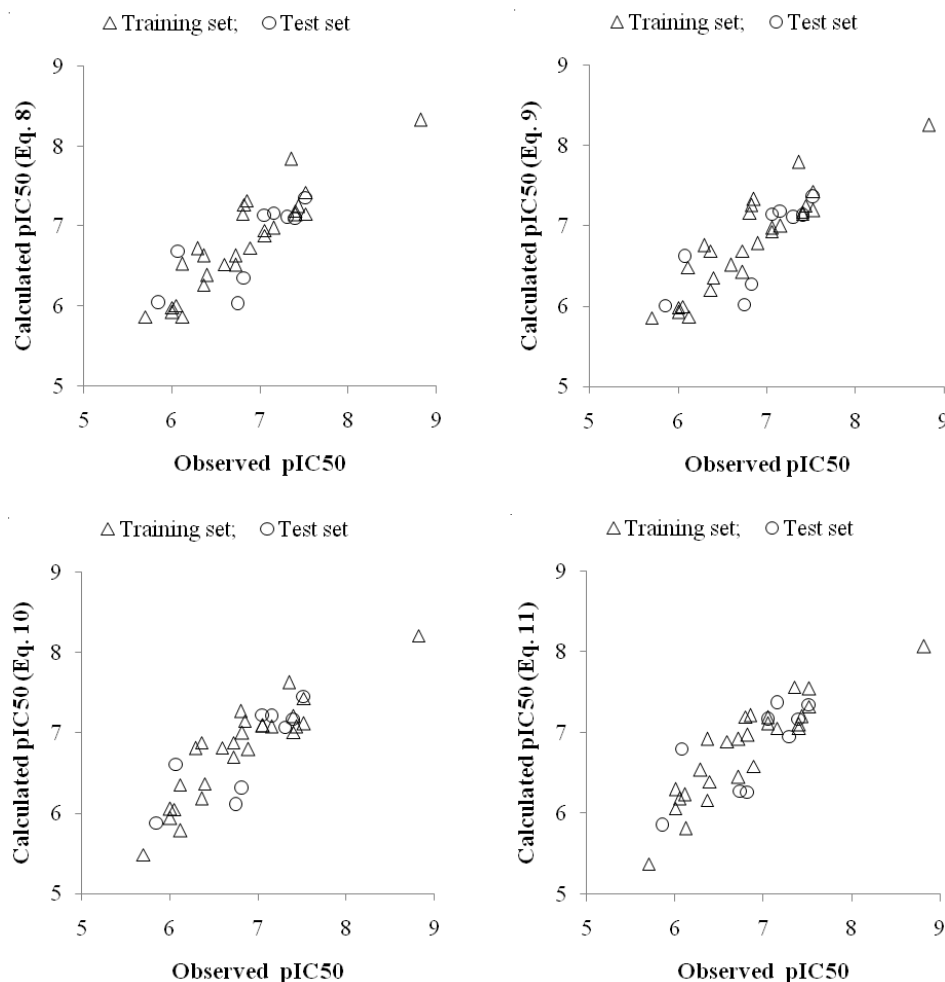 △ Training set; ○ Test set
Calculated pIC50 (Eq. 8)
9
8
7
6
5
5 6 7 8 9
Observed pIC50
△ Training set; ○ Test set
Calculated pIC50 (Eq. 9)
9
8
7
6
5
5 6 7 8 9
Observed pIC50
△ Training set; ○ Test set
Calculated pIC50 (Eq. 10)
9
8
7
6
5
5 6 7 8 9
Observed pIC50
△ Training set; ○ Test set
Calculated pIC50 (Eq. 11)
9
8
7
6
5
5 6 7 8 9
Observed pIC50